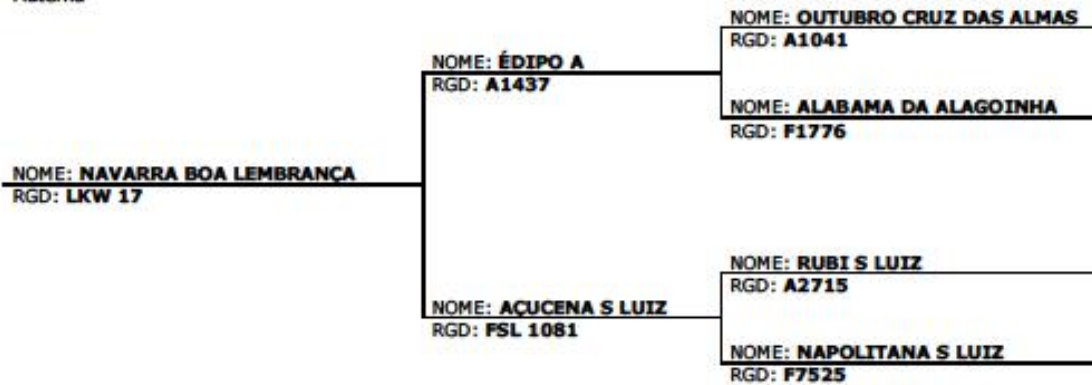 NOME: OUTUBRO CRUZ DAS ALMAS
RGD: A1041
NOME: ÉDIPO A
RGD: A1437
NOME: ALABAMA DA ALAGOINHA
RGD: F1776
NOME: NAVARRA BOA LEMBRANÇA
RGD: LKW 17
NOME: RUBI S LUIZ
RGD: A2715
NOME: AÇUCENA S LUIZ
RGD: FSL 1081
NOME: NAPOLITANA S LUIZ
RGD: F7525